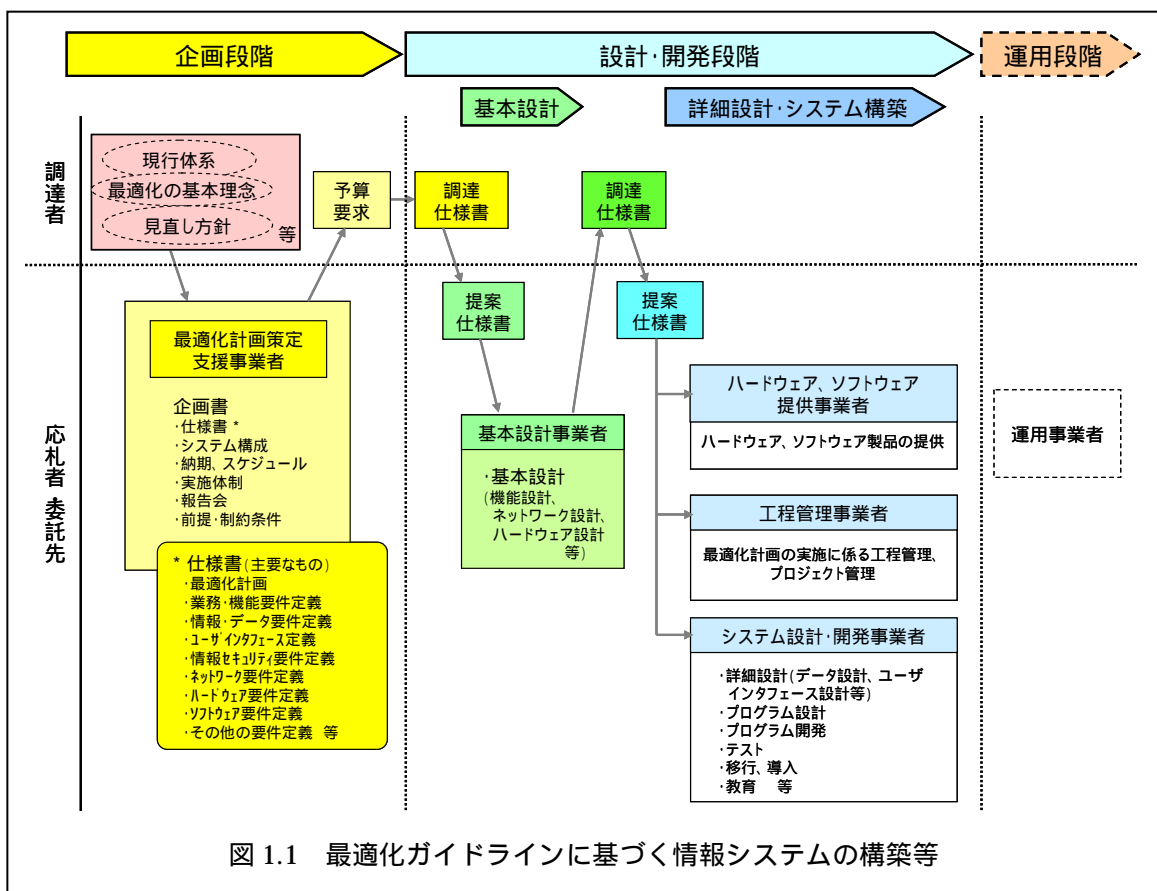 企画段階
設計・開発段階
運用段階
基本設計
詳細設計・システム構築
調達者
現行体系
最適化の基本理念
見直し方針
等
予算
要求
調達
仕様書
調達
仕様書
応札者・委託先
最適化計画策定
支援事業者
企画書
・仕様書 *
・システム構成
・納期、スケジュール
・実施体制
・報告会
・前提・制約条件
* 仕様書(主要なもの)
・最適化計画
・業務・機能要件定義
・情報・データ要件定義
・ユーザインタフェース定義
・情報セキュリティ要件定義
・ネットワーク要件定義
・ハードウェア要件定義
・ソフトウェア要件定義
・その他の要件定義 等
提案
仕様書
基本設計事業者
・基本設計
(機能設計、
ネットワーク設計、
ハードウェア設計
等)
提案
仕様書
ハードウェア、ソフトウェア
提供事業者
ハードウェア、ソフトウェア製品の提供
工程管理事業者
最適化計画の実施に係る工程管理、
プロジェクト管理
システム設計・開発事業者
・詳細設計(データ設計、ユーザ
インタフェース設計等)
・プログラム設計
・プログラム開発
・テスト
・移行、導入
・教育 等
運用事業者
図 1.1 最適化ガイドラインに基づく情報システムの構築等